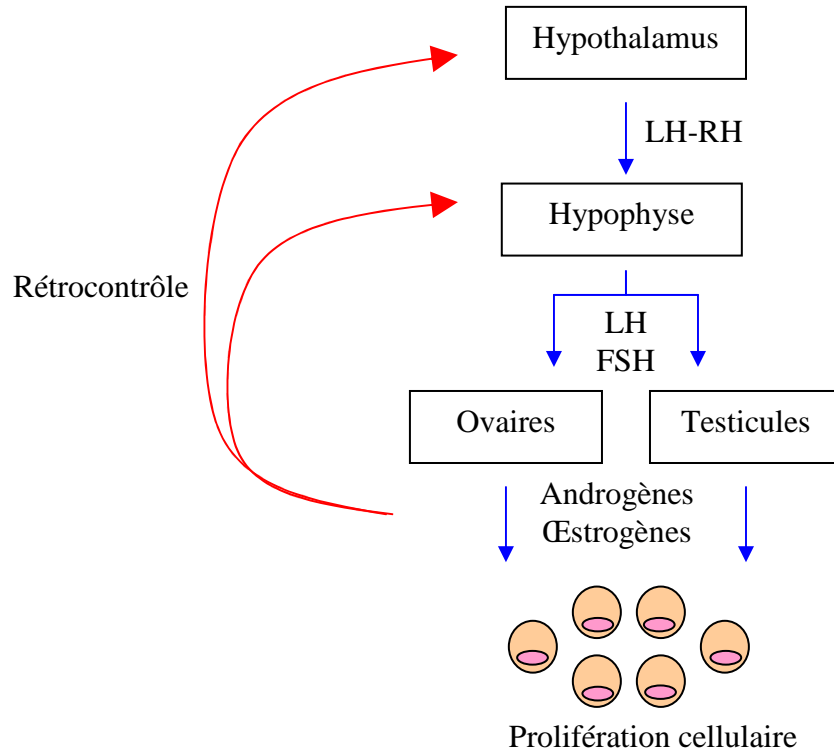 Hypothalamus
LH-RH
Hypophyse
Rétrocontrôle
LH
FSH
Ovaires
Testicules
Androgènes
Œstrogènes
Prolifération cellulaire